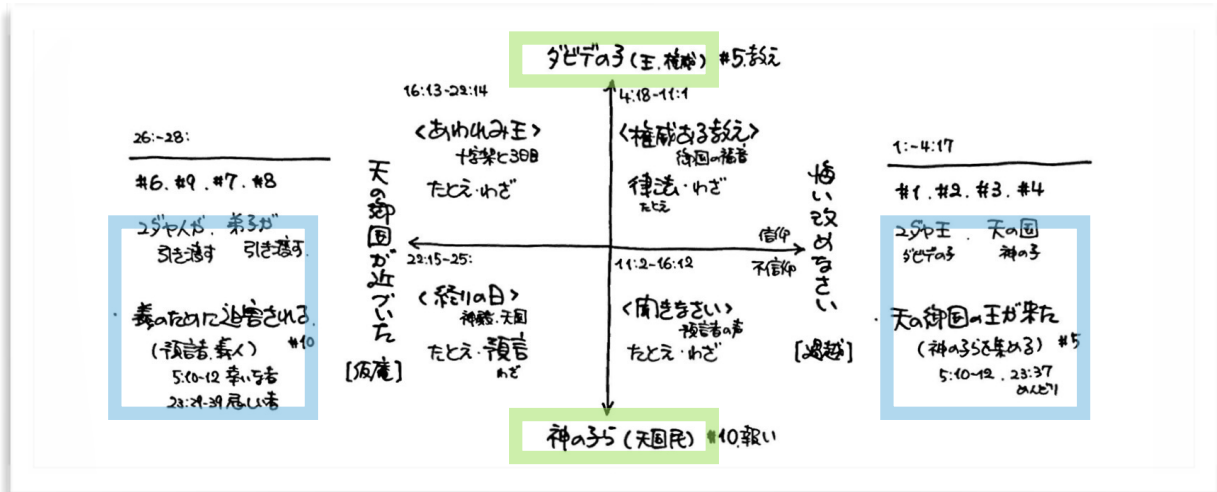 ダビデの子(王.権威) #5.教え
16:13-22:14
<あわれみ王>
十字架と3日目
たとえ・わざ
4:18-11:1
<権威ある教え>
御国の福音
律法・わざ
たとえ
26:-28:
#6.#9.#7.#8
ユダヤ人が. 弟子が
引き渡す 引き渡す.
・義のために迫害される.
(預言者.義人) #10
5:10-12 幸いな者
23:29-39 忌しい者
天の御国が近づいた
[仮庵]
信仰
不信仰
22:15-25:
<終りの日>
神殿.天国
たとえ・預言
わざ
11:2-16:12
<聞きなさい>
預言者の声
たとえ・わざ
悔い改めなさい
[過越]
1:-4:17
#1.#2.#3.#4
ユダヤ王. 天の国
ダビデの子 神の子
・天の御国の王が来た
(神の子らを集める) #5
5:10-12.23:37
めんどり
神の子ら(天国民) #10.報い